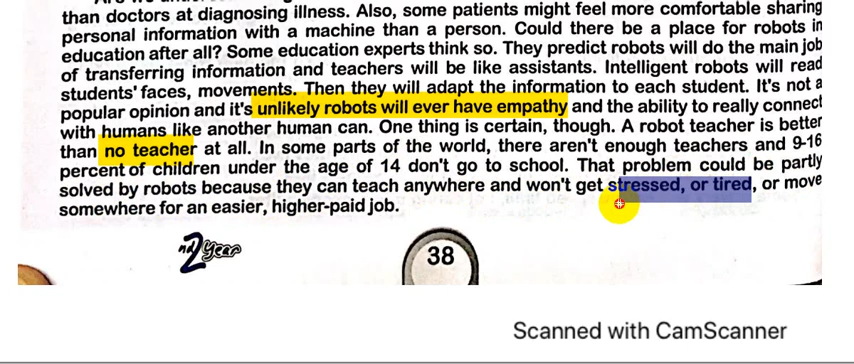 than doctors at diagnosing illness. Also, some patients might feel more comfortable sharing
personal information with a machine than a person. Could there be a place for robots in
education after all? Some education experts think so. They predict robots will do the main job
of transferring information and teachers will be like assistants. Intelligent robots will read
students' faces, movements. Then they will adapt the information to each student. It's not a
popular opinion and it's unlikely robots will ever have empathy and the ability to really connect
with humans like another human can. One thing is certain, though. A robot teacher is better
than no teacher at all. In some parts of the world, there aren't enough teachers and 9-16
percent of children under the age of 14 don't go to school. That problem could be partly
solved by robots because they can teach anywhere and won't get stressed, or tired, or move
somewhere for an easier, higher-paid job.
2nd Year
38
Scanned with CamScanner